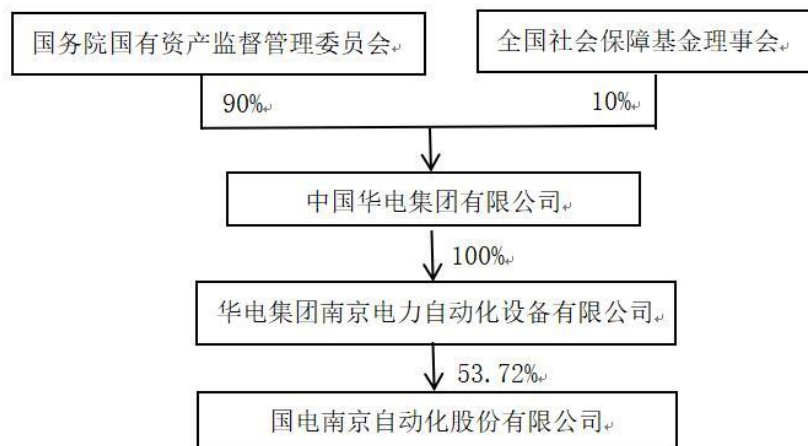 国务院国有资产监督管理委员会
全国社会保障基金理事会
90%
10%
中国华电集团有限公司
100%
华电集团南京电力自动化设备有限公司
53.72%
国电南京自动化股份有限公司